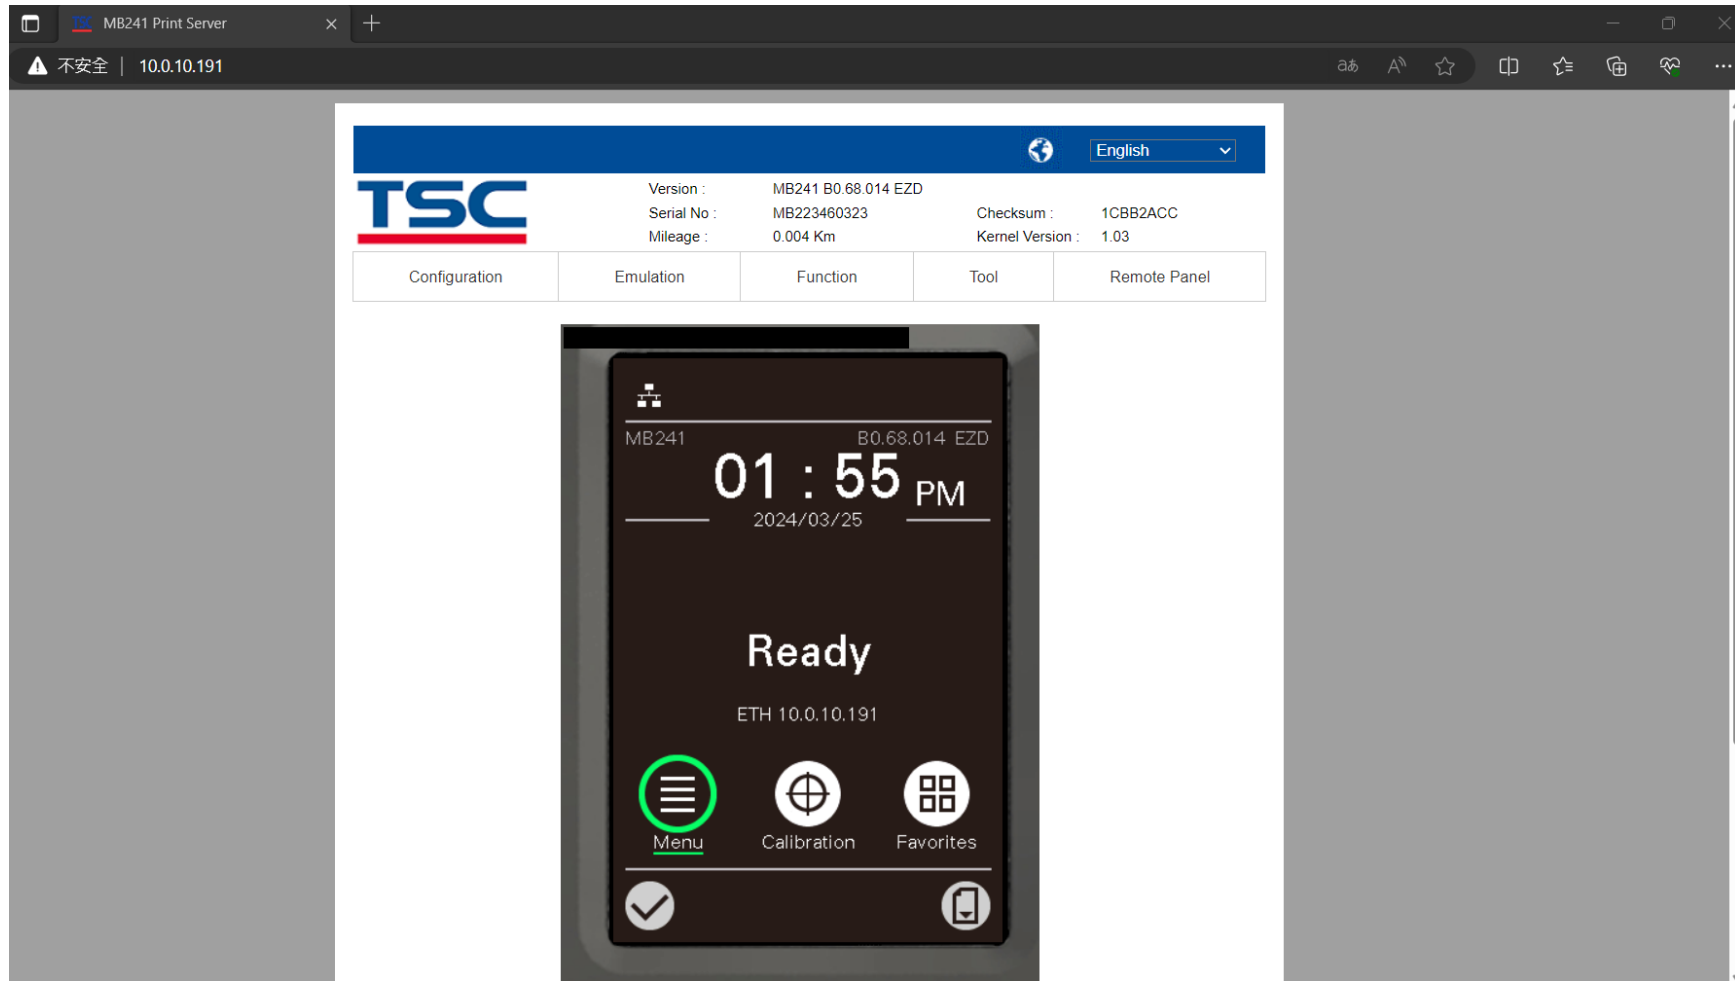 MB241 Print Server
不安全 | 10.0.10.191
English
TSC
Version : MB241 B0.68.014 EZD
Serial No : MB223460323 Checksum : 1CBB2ACC
Mileage : 0.004 Km Kernel Version : 1.03
Configuration Emulation Function Tool Remote Panel
MB241 B0.68.014 EZD
01 : 55 PM
2024/03/25
Ready
ETH 10.0.10.191
Menu Calibration Favorites